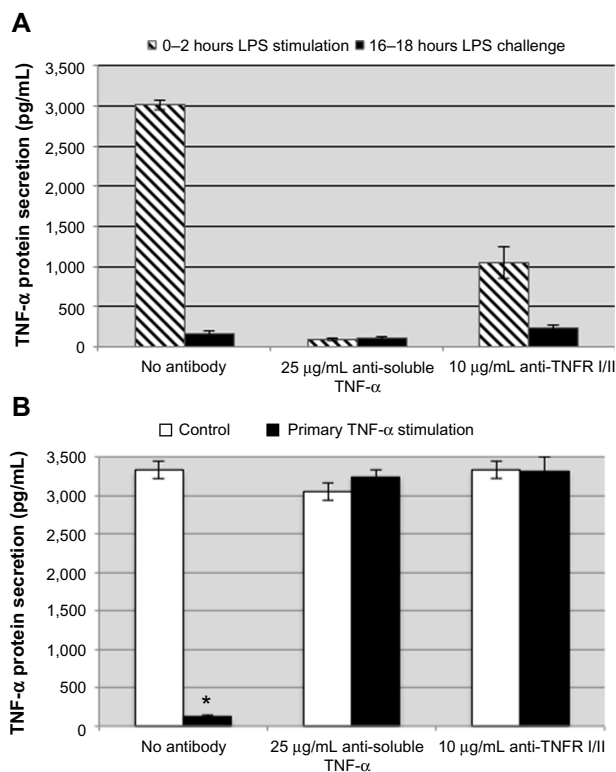 A
0–2 hours LPS stimulation 16–18 hours LPS challenge
TNF-α protein secretion (pg/mL)
3,500
3,000
2,500
2,000
1,500
1,000
500
0
No antibody
25 µg/mL anti-soluble
TNF-α
10 µg/mL anti-TNFR I/II
B
Control Primary TNF-α stimulation
TNF-α protein secretion (pg/mL)
3,500
3,000
2,500
2,000
1,500
1,000
500
0
*
No antibody
25 µg/mL anti-soluble
TNF-α
10 µg/mL anti-TNFR I/II